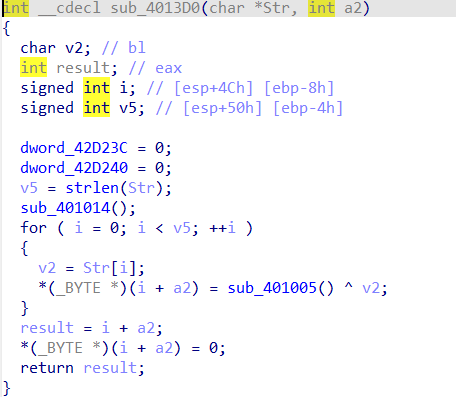 int __cdecl sub_4013D0(char *Str, int a2)
{
char v2; // bl
int result; // eax
signed int i; // [esp+4Ch] [ebp-8h]
signed int v5; // [esp+50h] [ebp-4h]
dword_42D23C = 0;
dword_42D240 = 0;
v5 = strlen(Str);
sub_401014();
for ( i = 0; i < v5; ++i )
{
v2 = Str[i];
*(_BYTE *)(i + a2) = sub_401005() ^ v2;
}
result = i + a2;
*(_BYTE *)(i + a2) = 0;
return result;
}